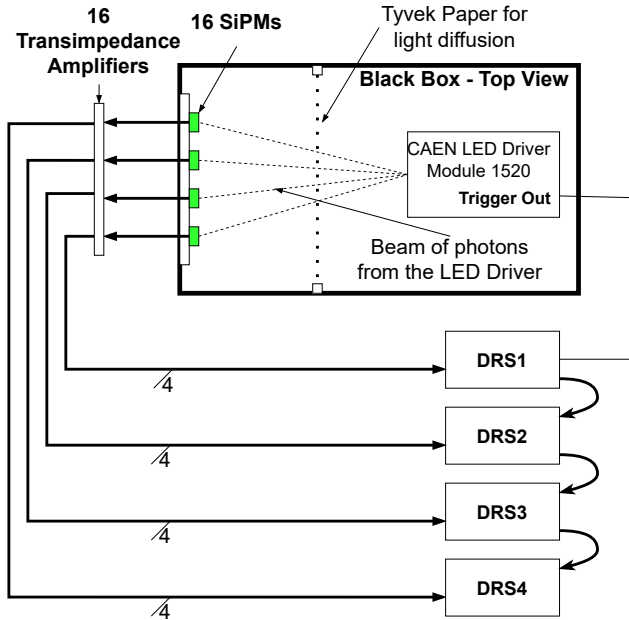 16
Transimpedance
Amplifiers
16 SiPMs
Tyvek Paper for
light diffusion
Black Box - Top View
CAEN LED Driver
Module 1520
Trigger Out
Beam of photons
from the LED Driver
DRS1
4
DRS2
4
DRS3
4
DRS4
4